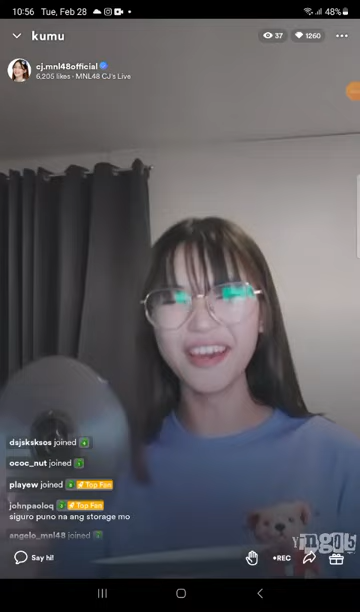 10:56 Tue, Feb 28
48%
kumu
37
1260
cj.mnl48official
6,205 likes • MNL48 CJ's Live
dsjsksksos joined
ococ_nut joined
playew joined Top Fan
johnpaoloq Top Fan
siguro puno na ang storage mo
angelo_mnl48 joined
Say hi!
•REC